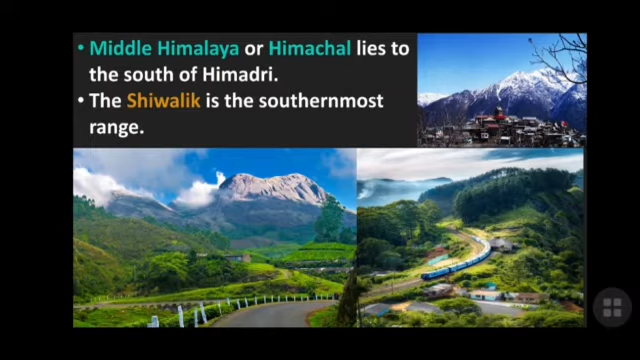 • Middle Himalaya or Himachal lies to
the south of Himadri.
• The Shiwalik is the southernmost
range.